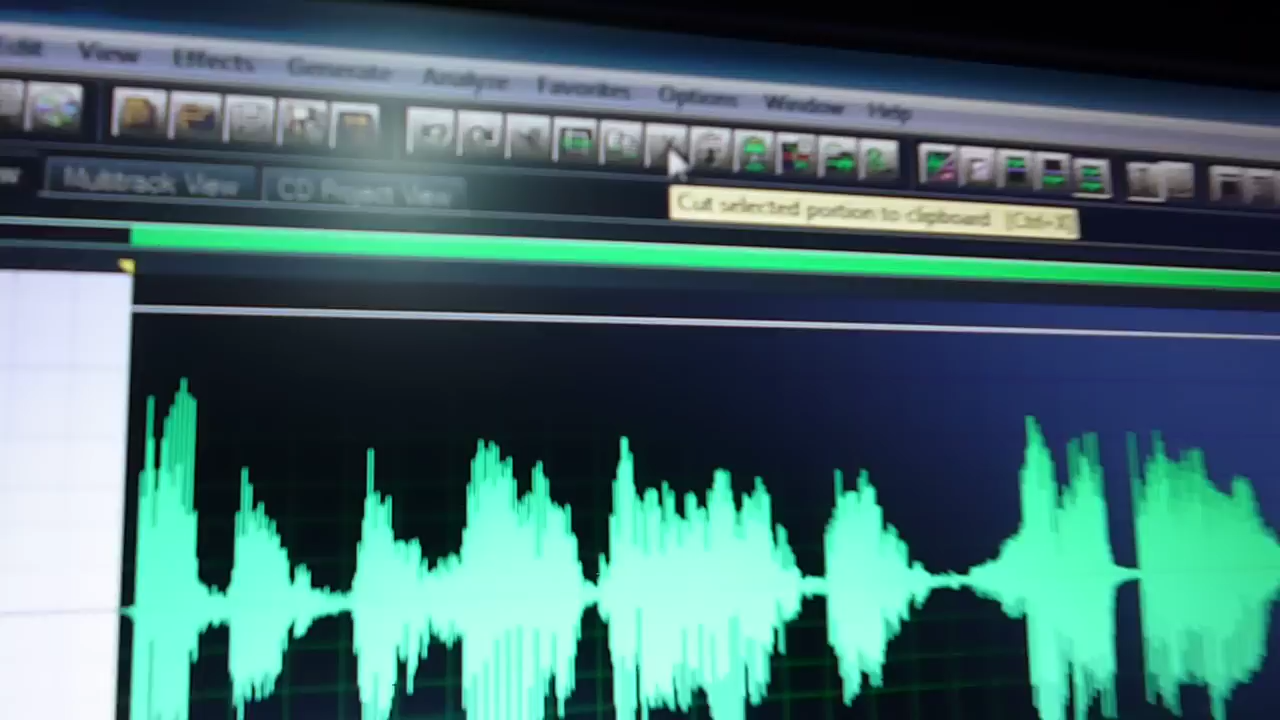 Edit View Effects Generate Analyze Favorites Options Window Help
Multitrack View CD Project View
Cut selected portion to clipboard (Ctrl+X)